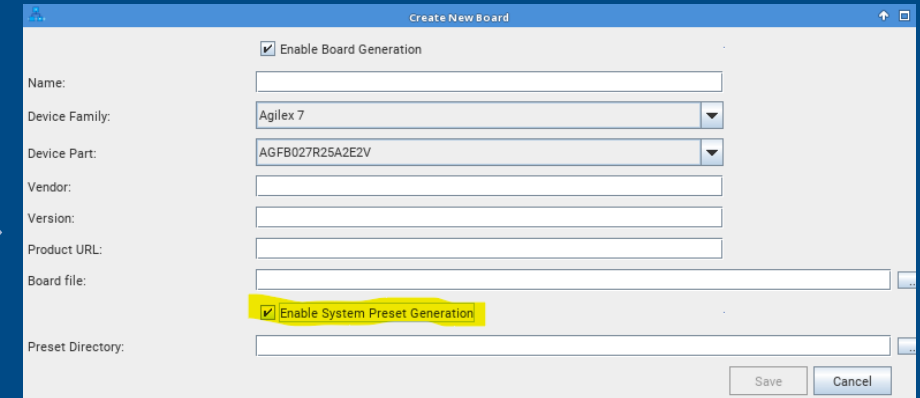 Create New Board
Enable Board Generation
Name:
Device Family: Agilex 7
Device Part: AGFB027R25A2E2V
Vendor:
Version:
Product URL:
Board file: ..
Enable System Preset Generation
Preset Directory: ..
Save Cancel